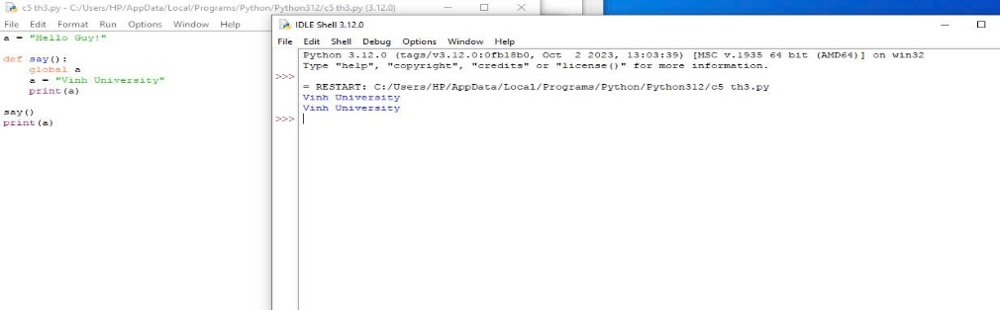 c5 th3.py - C:/Users/HP/AppData/Local/Programs/Python/Python312/c5 th3.py (3.12.0)
File Edit Format Run Options Window Help
a = "Hello Guy!"
def say():
global a
a = "Vinh University"
print(a)
say()
print(a)
IDLE Shell 3.12.0
File Edit Shell Debug Options Window Help
Python 3.12.0 (tags/v3.12.0:0fb18b0, Oct 2 2023, 13:03:39) [MSC v.1935 64 bit (AMD64)] on win32
Type "help", "copyright", "credits" or "license()" for more information.
>>>
= RESTART: C:/Users/HP/AppData/Local/Programs/Python/Python312/c5 th3.py
Vinh University
Vinh University
>>>